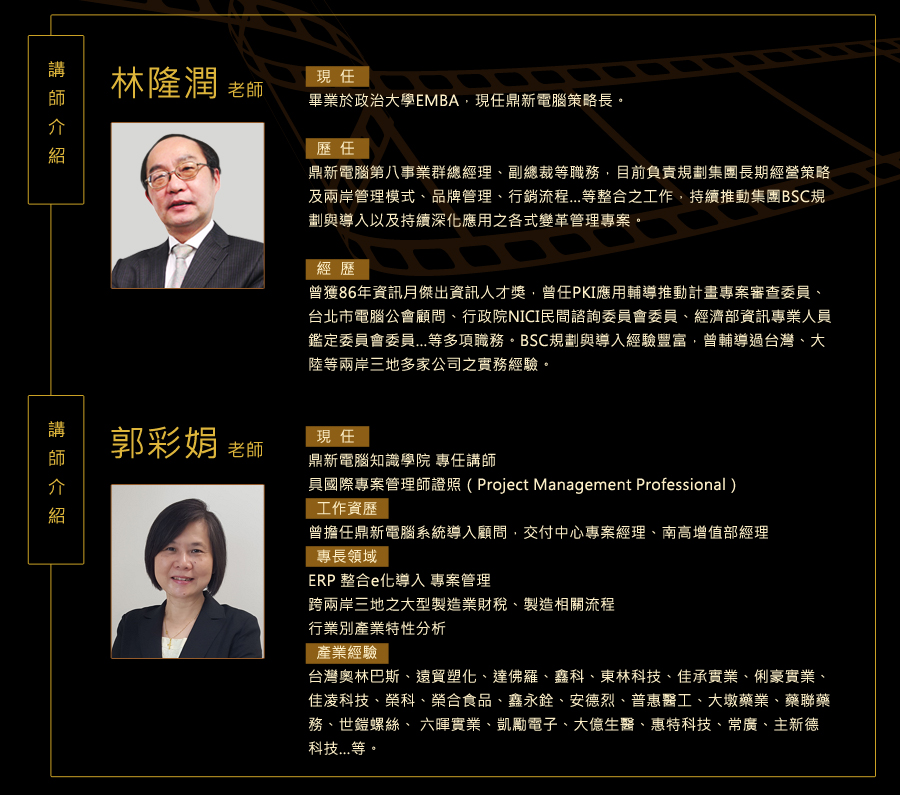 講師介紹
林隆潤 老師
現 任
畢業於政治大學EMBA，現任鼎新電腦策略長。
歷 任
鼎新電腦第八事業群總經理、副總裁等職務，目前負責規劃集團長期經營策略
及兩岸管理模式、品牌管理、行銷流程...等整合之工作，持續推動集團BSC規
劃與導入以及持續深化應用之各式變革管理專案。
經 歷
曾獲86年資訊月傑出資訊人才獎，曾任PKI應用輔導推動計畫專案審查委員、
台北市電腦公會顧問、行政院NICI民間諮詢委員會委員、經濟部資訊專業人員
鑑定委員會委員...等多項職務。BSC規劃與導入經驗豐富，曾輔導過台灣、大
陸等兩岸三地多家公司之實務經驗。
講師介紹
郭彩娟 老師
現 任
鼎新電腦知識學院 專任講師
具國際專案管理師證照 ( Project Management Professional )
工作資歷
曾擔任鼎新電腦系統導入顧問，交付中心專案經理、南高增值部經理
專長領域
ERP 整合e化導入 專案管理
跨兩岸三地之大型製造業財稅、製造相關流程
行業別產業特性分析
產業經驗
台灣奧林巴斯、遠貿塑化、達佛羅、鑫科、東林科技、佳承實業、俐豪實業、
佳凌科技、榮科、榮合食品、鑫永銓、安德烈、普惠醫工、大墩藥業、藥聯藥
務、世鎧螺絲、 六暉實業、凱勵電子、大億生醫、惠特科技、常廣、主新德
科技...等。